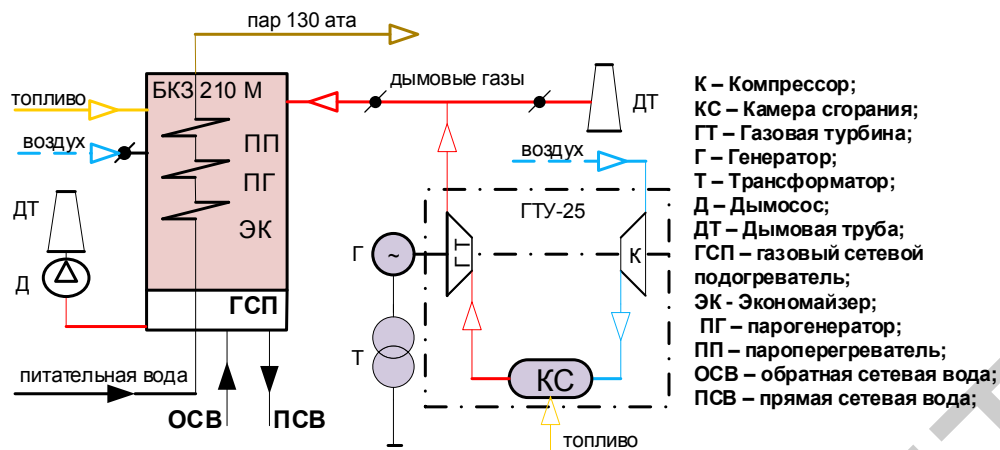 пар 130 ата
БКЗ 210 М
топливо
воздух
ПП
ПГ
ЭК
ДТ
Д
ГСП
питательная вода
ОСВ
ПСВ
дымовые газы
ДТ
воздух
ГТУ-25
Г
~
ГТ
К
Т
КС
топливо
К – Компрессор;
КС – Камера сгорания;
ГТ – Газовая турбина;
Г – Генератор;
Т – Трансформатор;
Д – Дымосос;
ДТ – Дымовая труба;
ГСП – газовый сетевой
подогреватель;
ЭК - Экономайзер;
ПГ – парогенератор;
ПП – пароперегреватель;
ОСВ – обратная сетевая вода;
ПСВ – прямая сетевая вода;